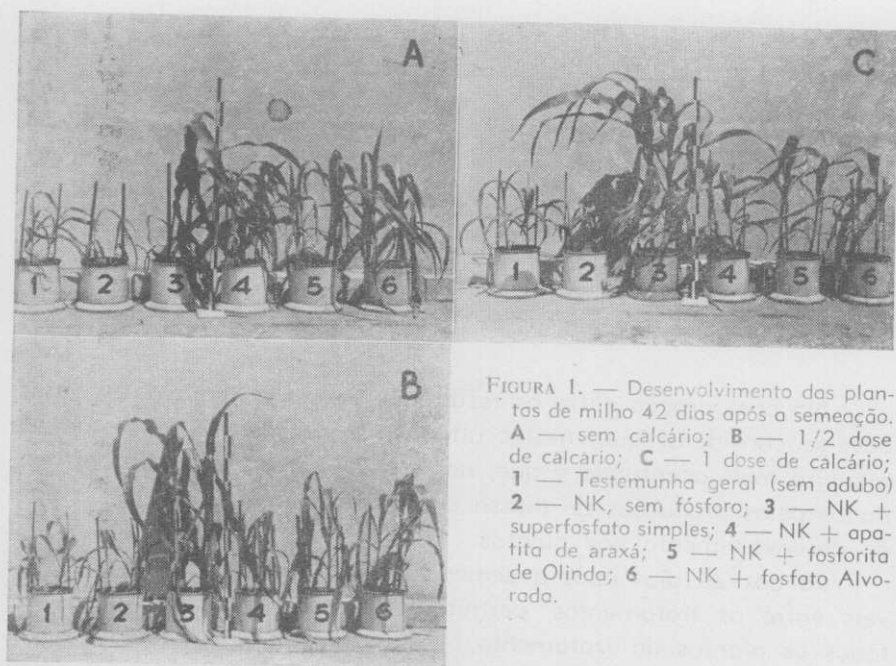 A
1 2 3 4 5 6
C
1 2 3 4 5 6
B
1 2 3 4 5 6
FIGURA 1. — Desenvolvimento das plan-
tas de milho 42 dias após a semeação.
A — sem calcário; B — 1/2 dose
de calcário; C — 1 dose de calcário;
1 — Testemunha geral (sem adubo)
2 — NK, sem fósforo; 3 — NK +
superfosfato simples; 4 — NK + apa-
tita de araxá; 5 — NK + fosforita
de Olinda; 6 — NK + fosfato Alvo-
rada.